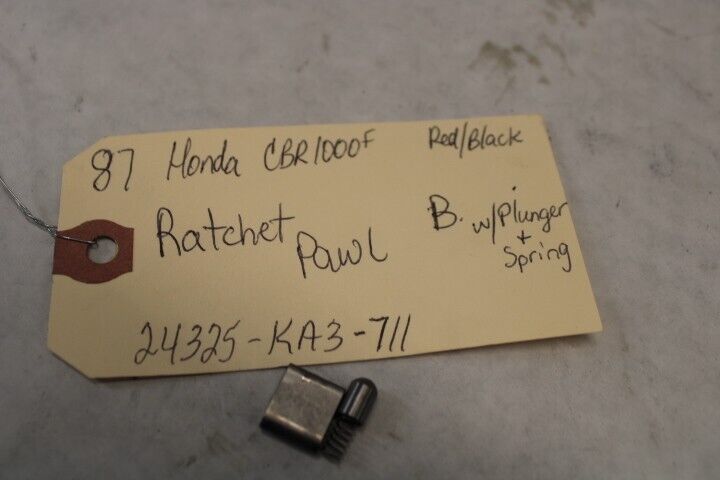 87 Honda CBR1000F Red/Black
Ratchet Pawl B. w/Plunger
+
Spring
24325-KA3-711